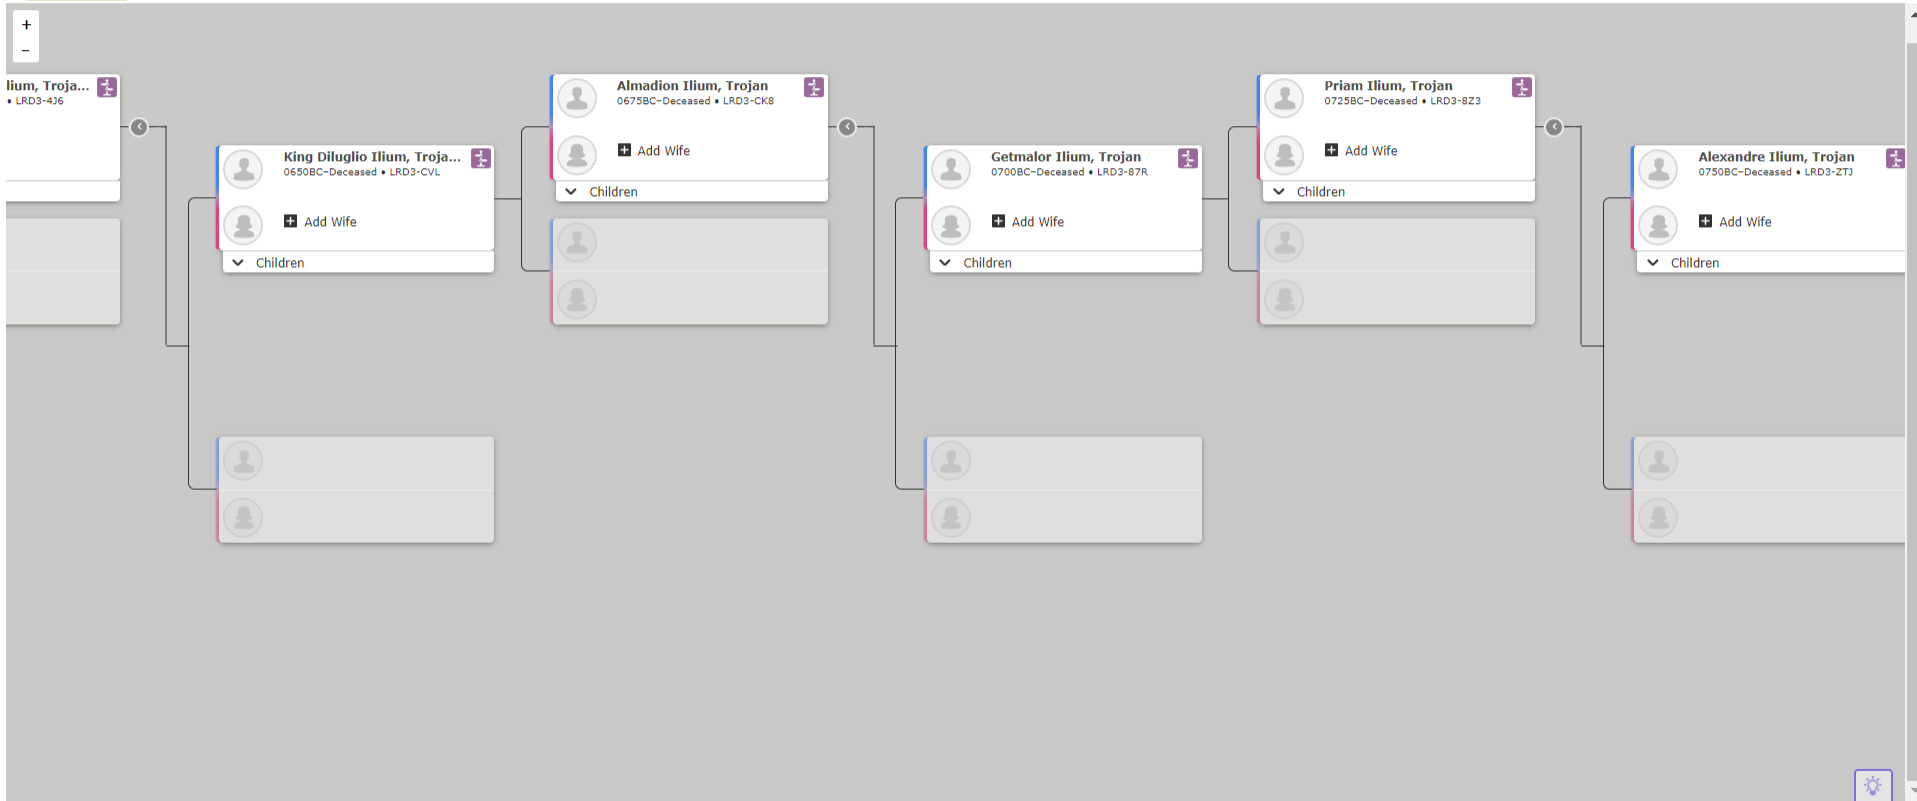 +
−
lium, Troja...
• LRD3-4J6
King Diluglio Ilium, Troja...
0650BC–Deceased • LRD3-CVL
Add Wife
Children
Almadion Ilium, Trojan
0675BC–Deceased • LRD3-CK8
Add Wife
Children
Getmalor Ilium, Trojan
0700BC–Deceased • LRD3-87R
Add Wife
Children
Priam Ilium, Trojan
0725BC–Deceased • LRD3-8Z3
Add Wife
Children
Alexandre Ilium, Trojan
0750BC–Deceased • LRD3-ZTJ
Add Wife
Children